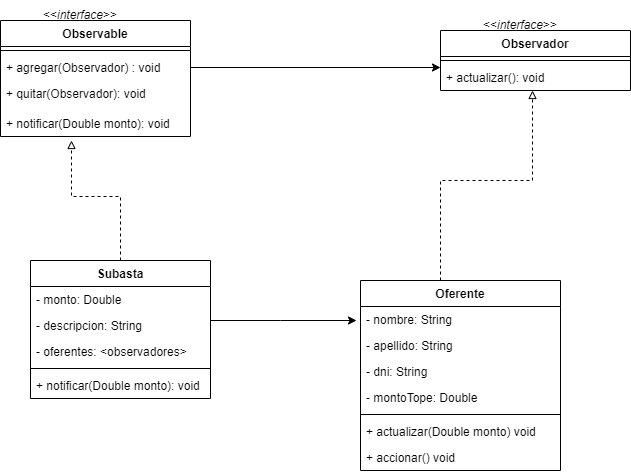 <<interface>>
Observable
+ agregar(Observador) : void
+ quitar(Observador): void
+ notificar(Double monto): void
<<interface>>
Observador
+ actualizar(): void
Subasta
- monto: Double
- descripcion: String
- oferentes: <observadores>
+ notificar(Double monto): void
Oferente
- nombre: String
- apellido: String
- dni: String
- montoTope: Double
+ actualizar(Double monto) void
+ accionar() void